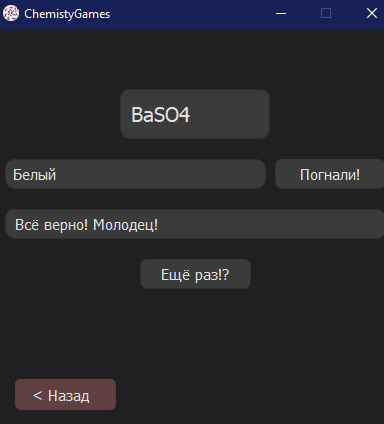 ChemistyGames
BaSO4
Белый
Погнали!
Всё верно! Молодец!
Ещё раз!?
< Назад